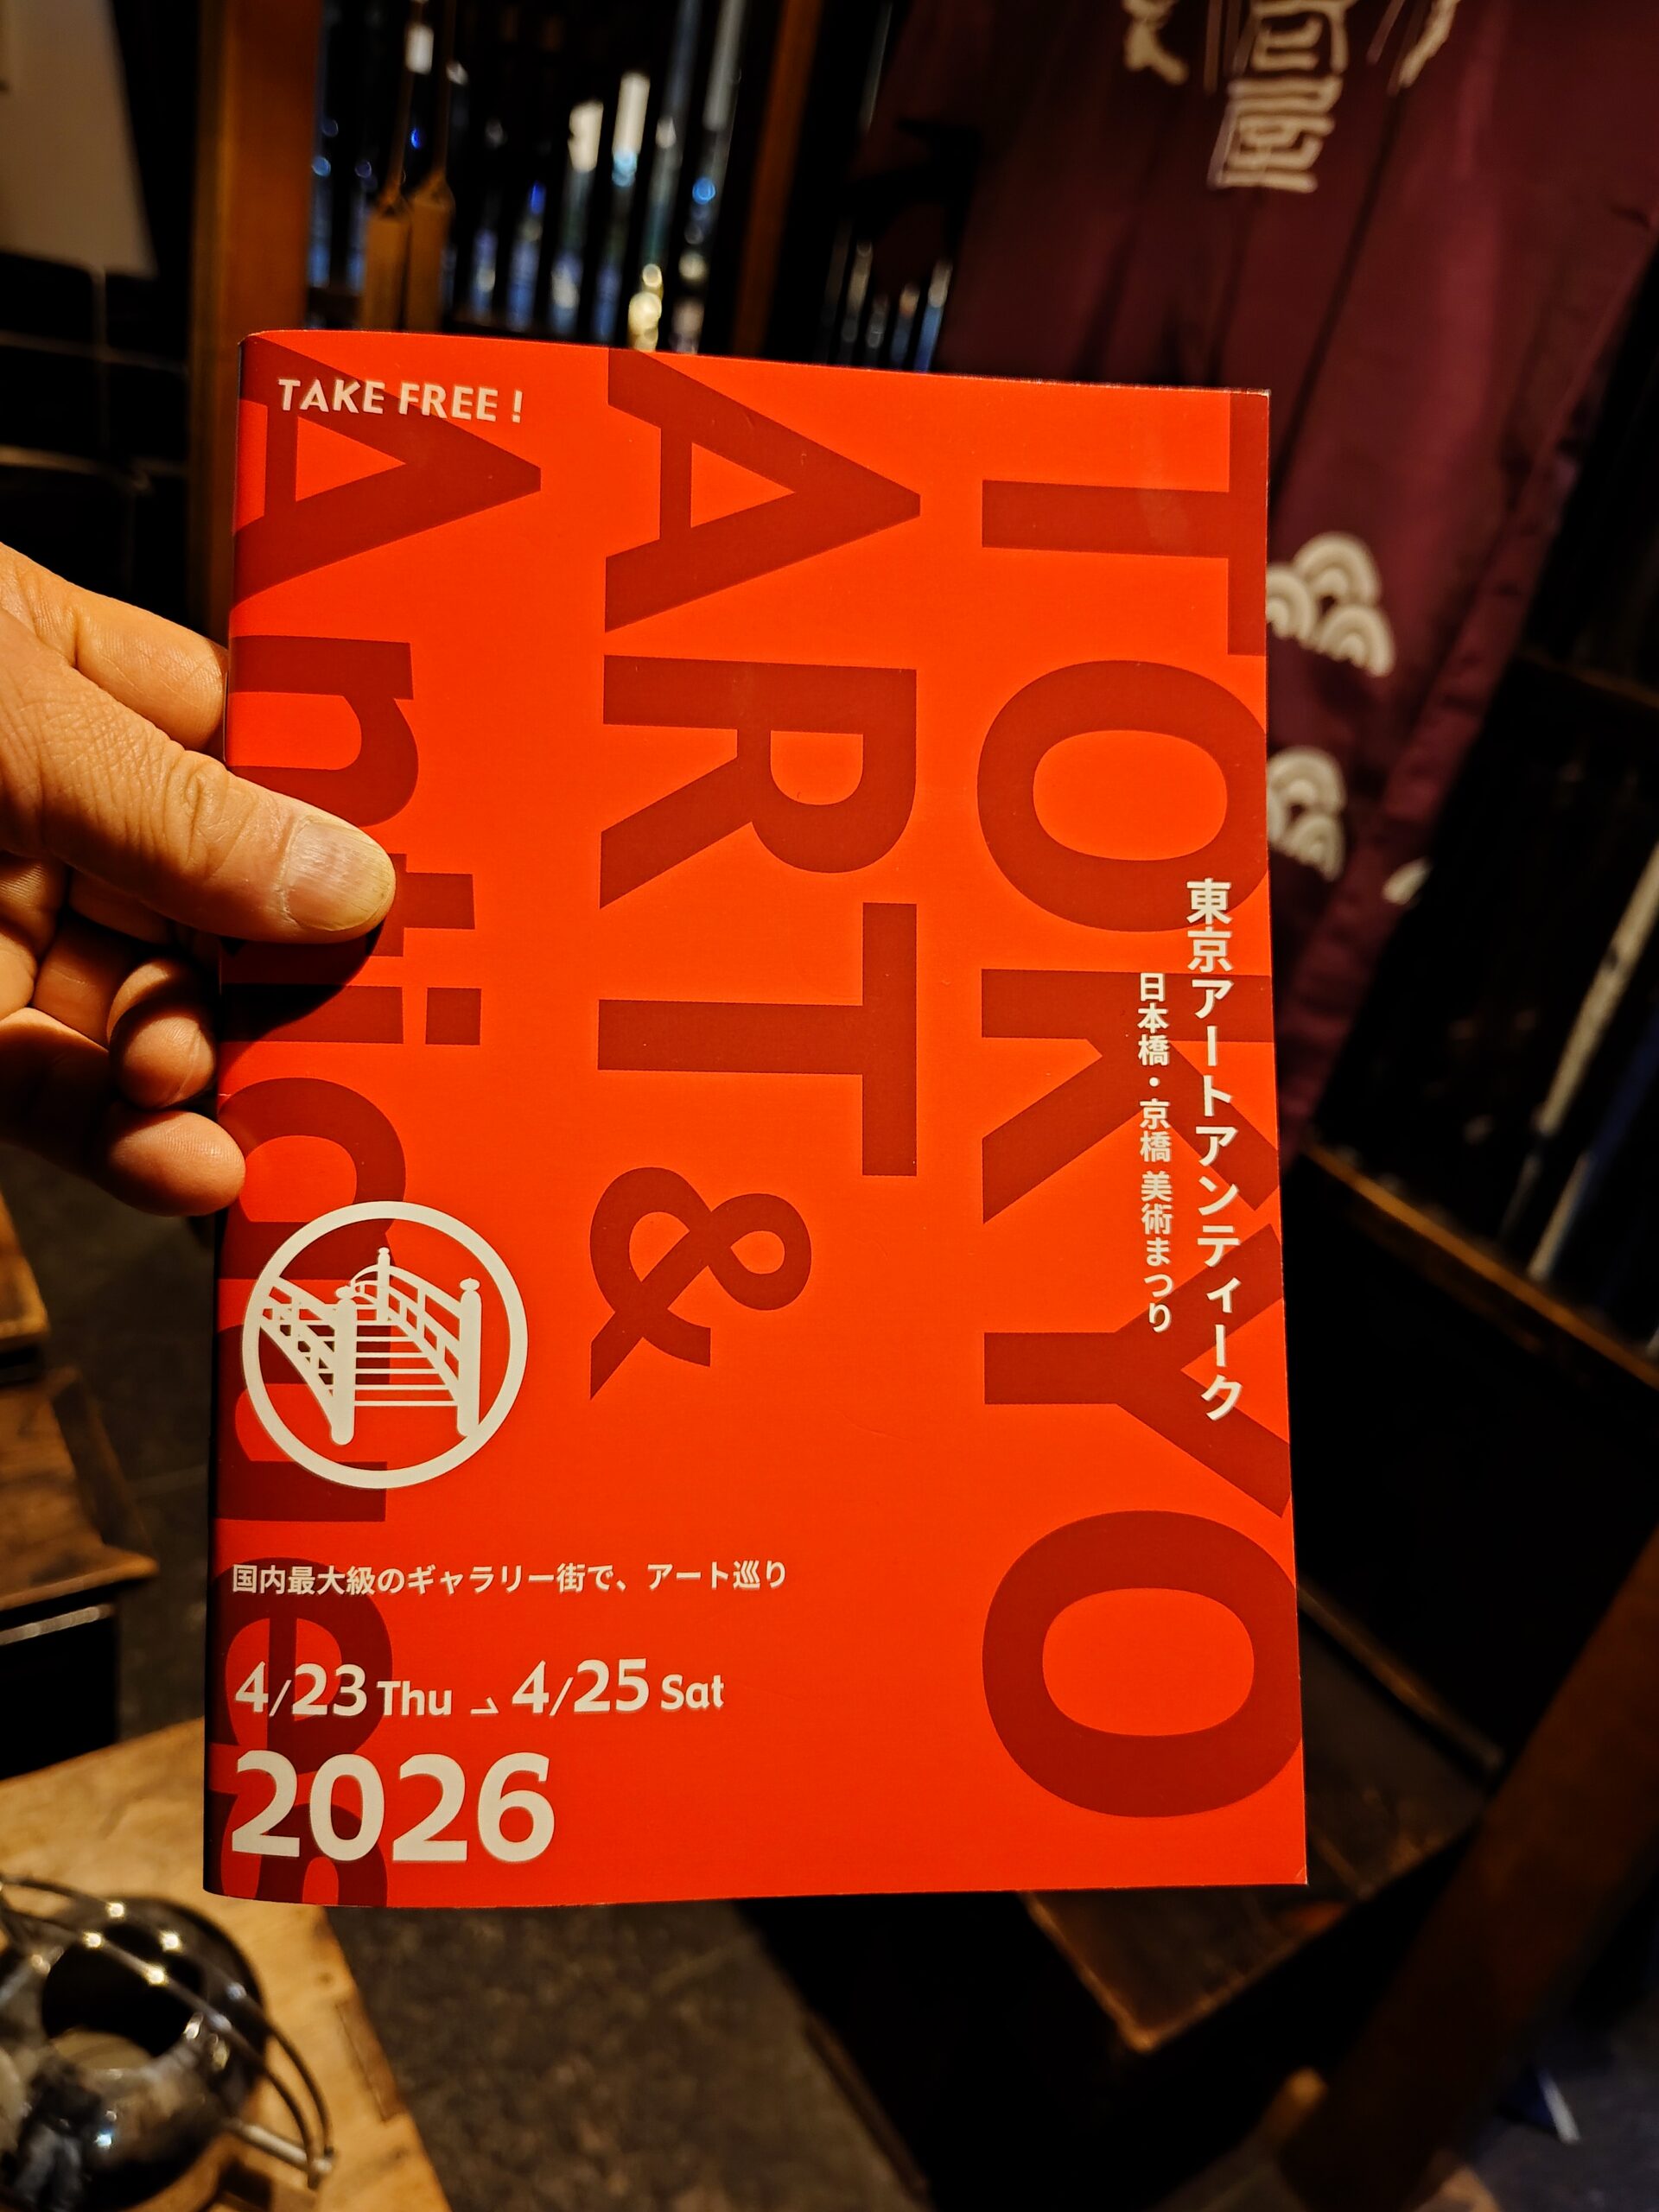 TAKE FREE !
TOKYO
ART &
Antiques
東京アートアンティーク
日本橋・京橋 美術まつり
国内最大級のギャラリー街で、アート巡り
4/23 Thu → 4/25 Sat
2026